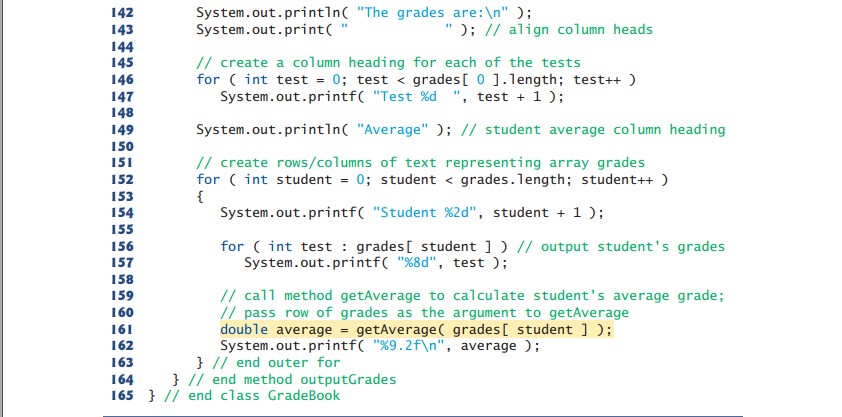 142 System.out.println( "The grades are:\n" );
143 System.out.print( "            " ); // align column heads
144
145 // create a column heading for each of the tests
146 for ( int test = 0; test < grades[ 0 ].length; test++ )
147 System.out.printf( "Test %d  ", test + 1 );
148
149 System.out.println( "Average" ); // student average column heading
150
151 // create rows/columns of text representing array grades
152 for ( int student = 0; student < grades.length; student++ )
153 {
154 System.out.printf( "Student %2d", student + 1 );
155
156 for ( int test : grades[ student ] ) // output student's grades
157 System.out.printf( "%8d", test );
158
159 // call method getAverage to calculate student's average grade;
160 // pass row of grades as the argument to getAverage
161 double average = getAverage( grades[ student ] );
162 System.out.printf( "%9.2f\n", average );
163 } // end outer for
164 } // end method outputGrades
165 } // end class GradeBook